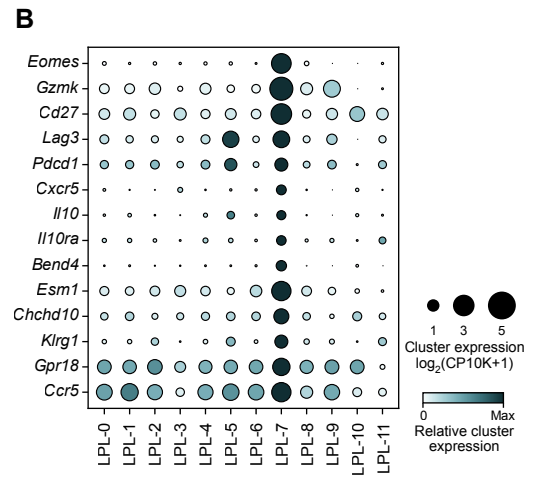 B
Eomes
Gzmk
Cd27
Lag3
Pdcd1
Cxcr5
Il10
Il10ra
Bend4
Esm1
Chchd10
Klrg1
Gpr18
Ccr5
LPL-0
LPL-1
LPL-2
LPL-3
LPL-4
LPL-5
LPL-6
LPL-7
LPL-8
LPL-9
LPL-10
LPL-11
1 3 5
Cluster expression
log2(CP10K+1)
0 Max
Relative cluster
expression